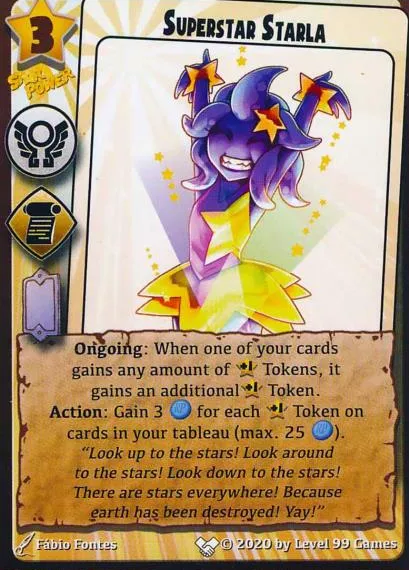 3
STAR
POWER
SUPERSTAR STARLA
Ongoing: When one of your cards
gains any amount of +1 Tokens, it
gains an additional +1 Token.
Action: Gain 3 for each +1 Token on
cards in your tableau (max. 25 ).
“Look up to the stars! Look around
to the stars! Look down to the stars!
There are stars everywhere! Because
earth has been destroyed! Yay!”
Fábio Fontes
© 2020 by Level 99 Games